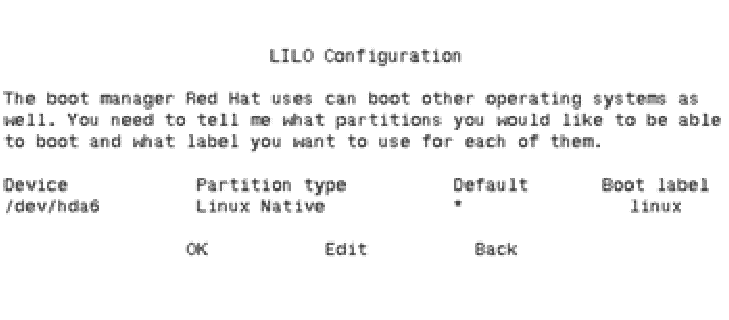 LILO Configuration
The boot manager Red Hat uses can boot other operating systems as
well. You need to tell me what partitions you would like to be able
to boot and what label you want to use for each of them.
Device Partition type Default Boot label
/dev/hda6 Linux Native * linux
OK Edit Back